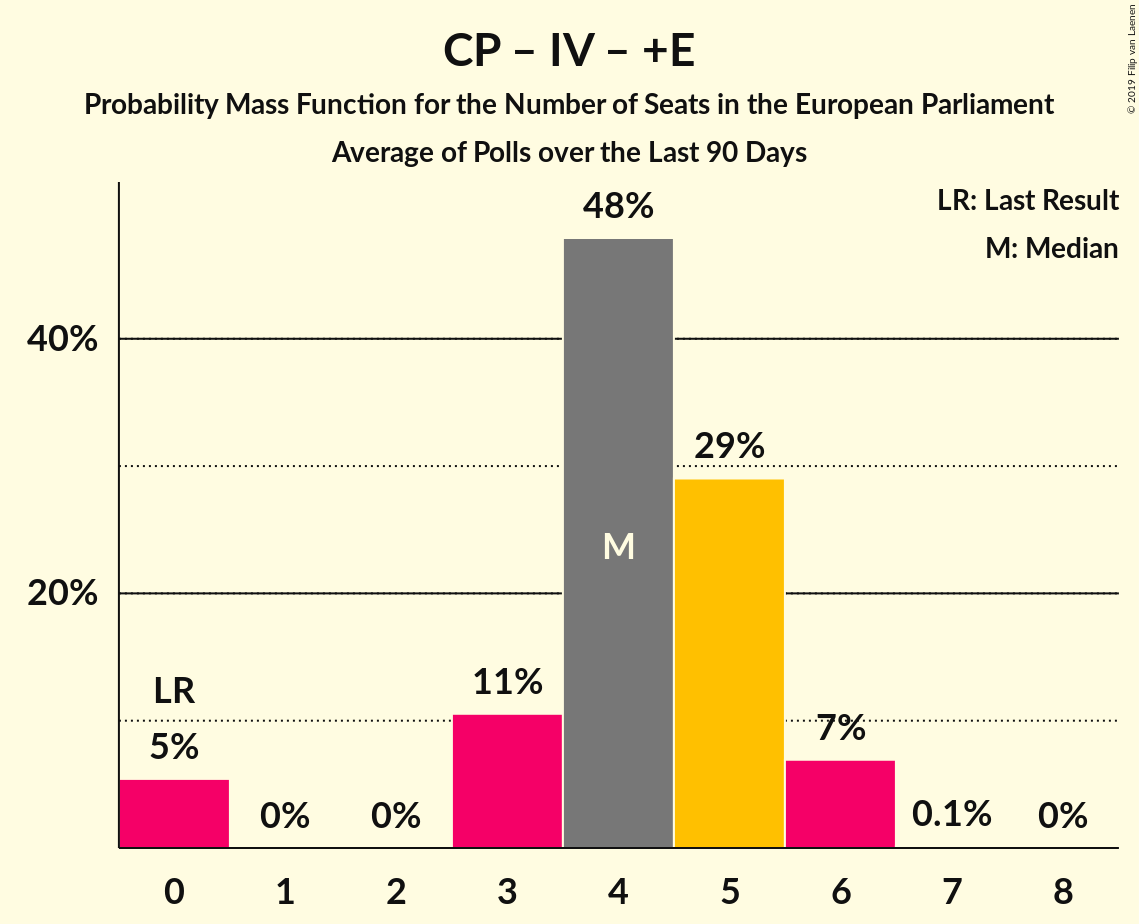 CP – IV – +E
Probability Mass Function for the Number of Seats in the European Parliament
Average of Polls over the Last 90 Days
© 2019 Filip van Laenen
LR: Last Result
M: Median
48%
40%
29%
M
20%
11%
LR
7%
5%
0%
0%
0.1%
0%
0 1 2 3 4 5 6 7 8